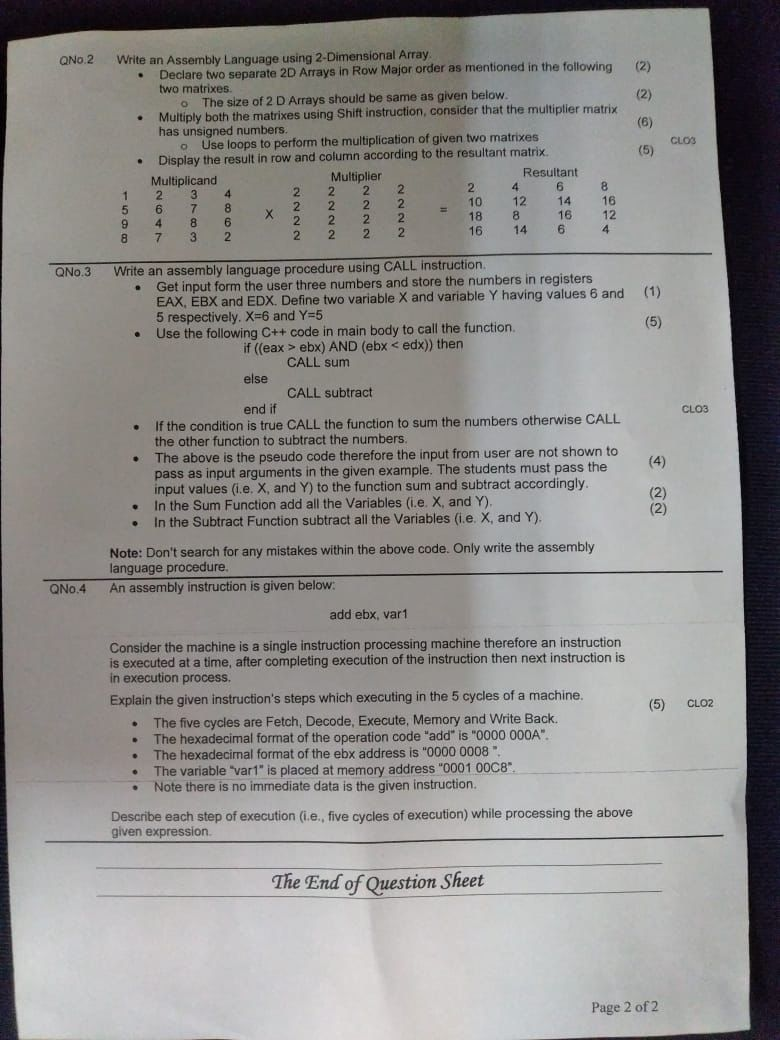 QNo.2 Write an Assembly Language using 2-Dimensional Array.
• Declare two separate 2D Arrays in Row Major order as mentioned in the following (2)
two matrixes.
o The size of 2 D Arrays should be same as given below. (2)
• Multiply both the matrixes using Shift instruction, consider that the multiplier matrix
has unsigned numbers. (6)
o Use loops to perform the multiplication of given two matrixes CLO3
• Display the result in row and column according to the resultant matrix. (5)
Multiplicand Multiplier Resultant
1 2 3 4 2 2 2 2 2 4 6 8
5 6 7 8 X 2 2 2 2 = 10 12 14 16
9 4 8 6 2 2 2 2 18 8 16 12
8 7 3 2 2 2 2 2 16 14 6 4
QNo.3 Write an assembly language procedure using CALL instruction.
• Get input form the user three numbers and store the numbers in registers
EAX, EBX and EDX. Define two variable X and variable Y having values 6 and (1)
5 respectively. X=6 and Y=5
• Use the following C++ code in main body to call the function. (5)
if ((eax > ebx) AND (ebx < edx)) then
CALL sum
else
CALL subtract
end if CLO3
• If the condition is true CALL the function to sum the numbers otherwise CALL
the other function to subtract the numbers.
• The above is the pseudo code therefore the input from user are not shown to
pass as input arguments in the given example. The students must pass the (4)
input values (i.e. X, and Y) to the function sum and subtract accordingly.
• In the Sum Function add all the Variables (i.e. X, and Y). (2)
• In the Subtract Function subtract all the Variables (i.e. X, and Y). (2)
Note: Don't search for any mistakes within the above code. Only write the assembly
language procedure.
QNo.4 An assembly instruction is given below:
add ebx, var1
Consider the machine is a single instruction processing machine therefore an instruction
is executed at a time, after completing execution of the instruction then next instruction is
in execution process.
Explain the given instruction's steps which executing in the 5 cycles of a machine. (5) CLO2
• The five cycles are Fetch, Decode, Execute, Memory and Write Back.
• The hexadecimal format of the operation code "add" is "0000 000A".
• The hexadecimal format of the ebx address is "0000 0008 ".
• The variable "var1" is placed at memory address "0001 00C8".
• Note there is no immediate data is the given instruction.
Describe each step of execution (i.e., five cycles of execution) while processing the above
given expression.
The End of Question Sheet
Page 2 of 2